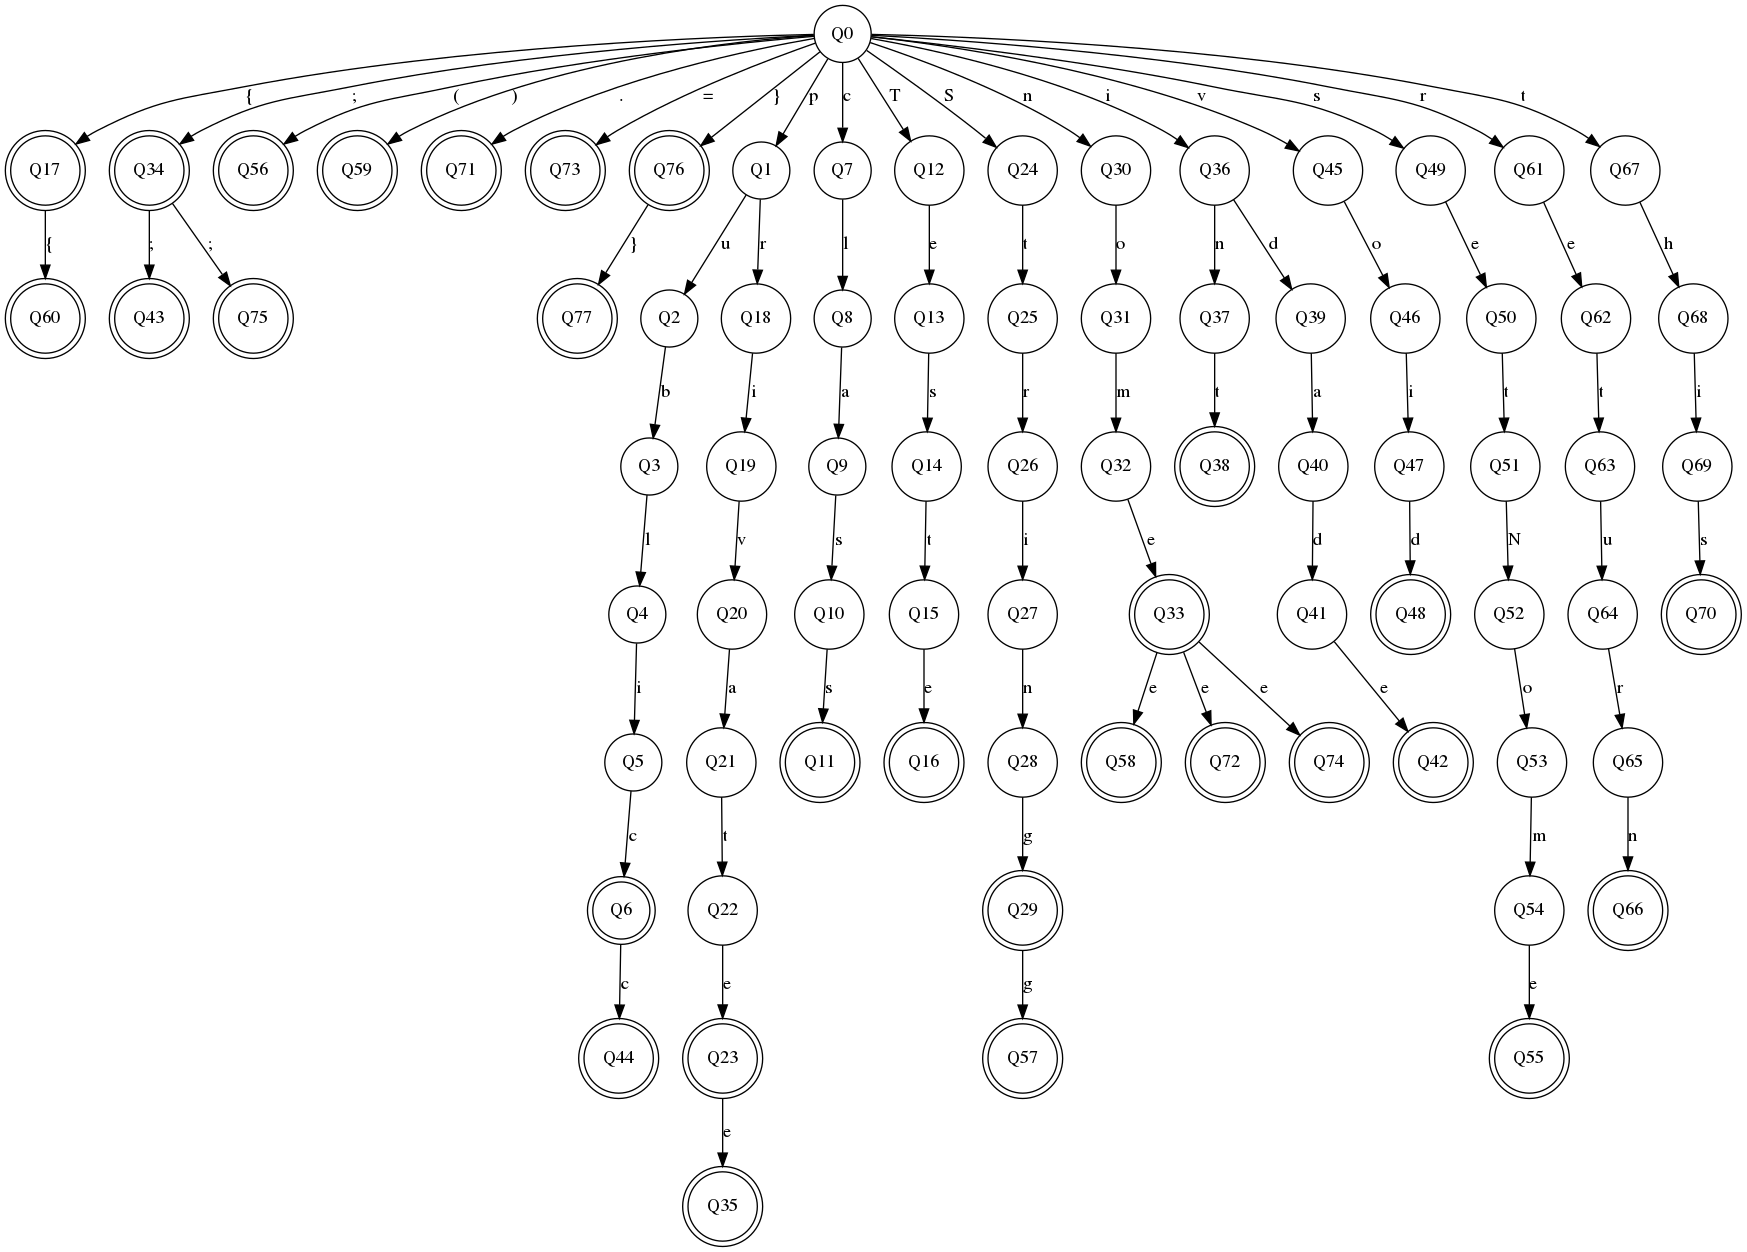 Q0
{ ; ( ) . = } p c T S n i v s r t
Q17 Q34 Q56 Q59 Q71 Q73 Q76 Q1 Q7 Q12 Q24 Q30 Q36 Q45 Q49 Q61 Q67
{ ; ; } u r l e t o n d o e e h
Q60 Q43 Q75 Q77 Q2 Q18 Q8 Q13 Q25 Q31 Q37 Q39 Q46 Q50 Q62 Q68
b i a s r m t a i t t i
Q3 Q19 Q9 Q14 Q26 Q32 Q38 Q40 Q47 Q51 Q63 Q69
l v s t i e d d N u s
Q4 Q20 Q10 Q15 Q27 Q33 Q41 Q48 Q52 Q64 Q70
i a s e n e e e e o r
Q5 Q21 Q11 Q16 Q28 Q58 Q72 Q74 Q42 Q53 Q65
c t g m n
Q6 Q22 Q29 Q54 Q66
c e g e
Q44 Q23 Q57 Q55
e
Q35